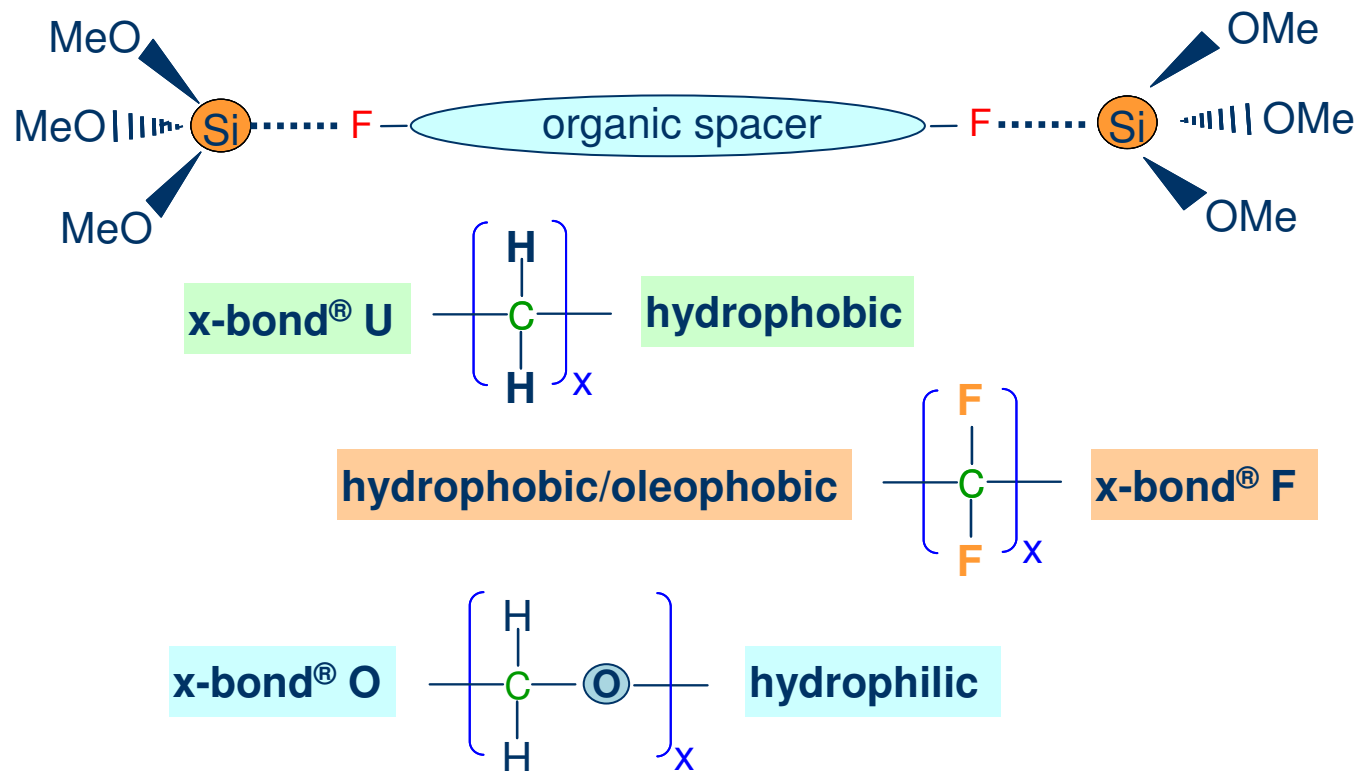 MeO OMe
MeO Si F organic spacer F Si OMe
MeO OMe
H
x-bond® U C hydrophobic
H x
F
hydrophobic/oleophobic C x-bond® F
F x
H
x-bond® O C O hydrophilic
H x